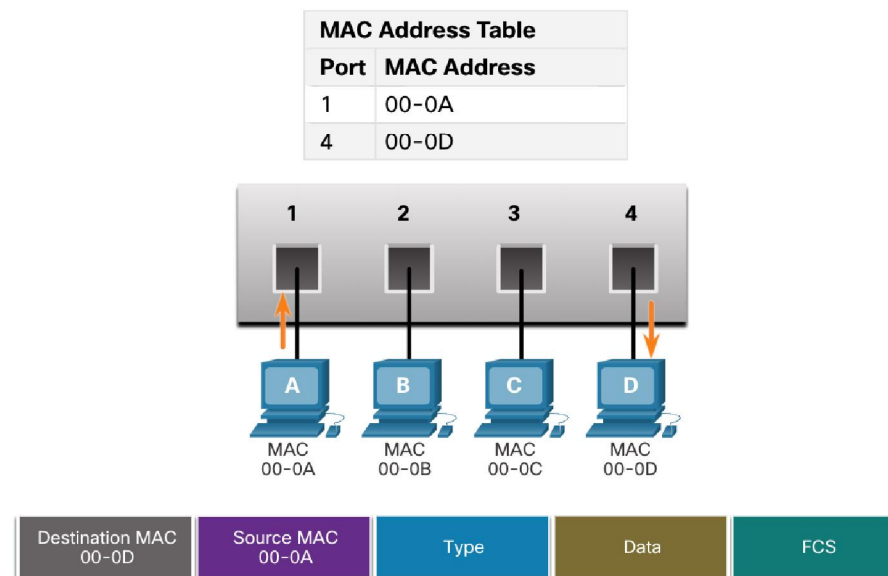 MAC Address Table
Port MAC Address
1 00-0A
4 00-0D
1 2 3 4
A B C D
MAC MAC MAC MAC
00-0A 00-0B 00-0C 00-0D
Destination MAC Source MAC Type Data FCS
00-0D 00-0A